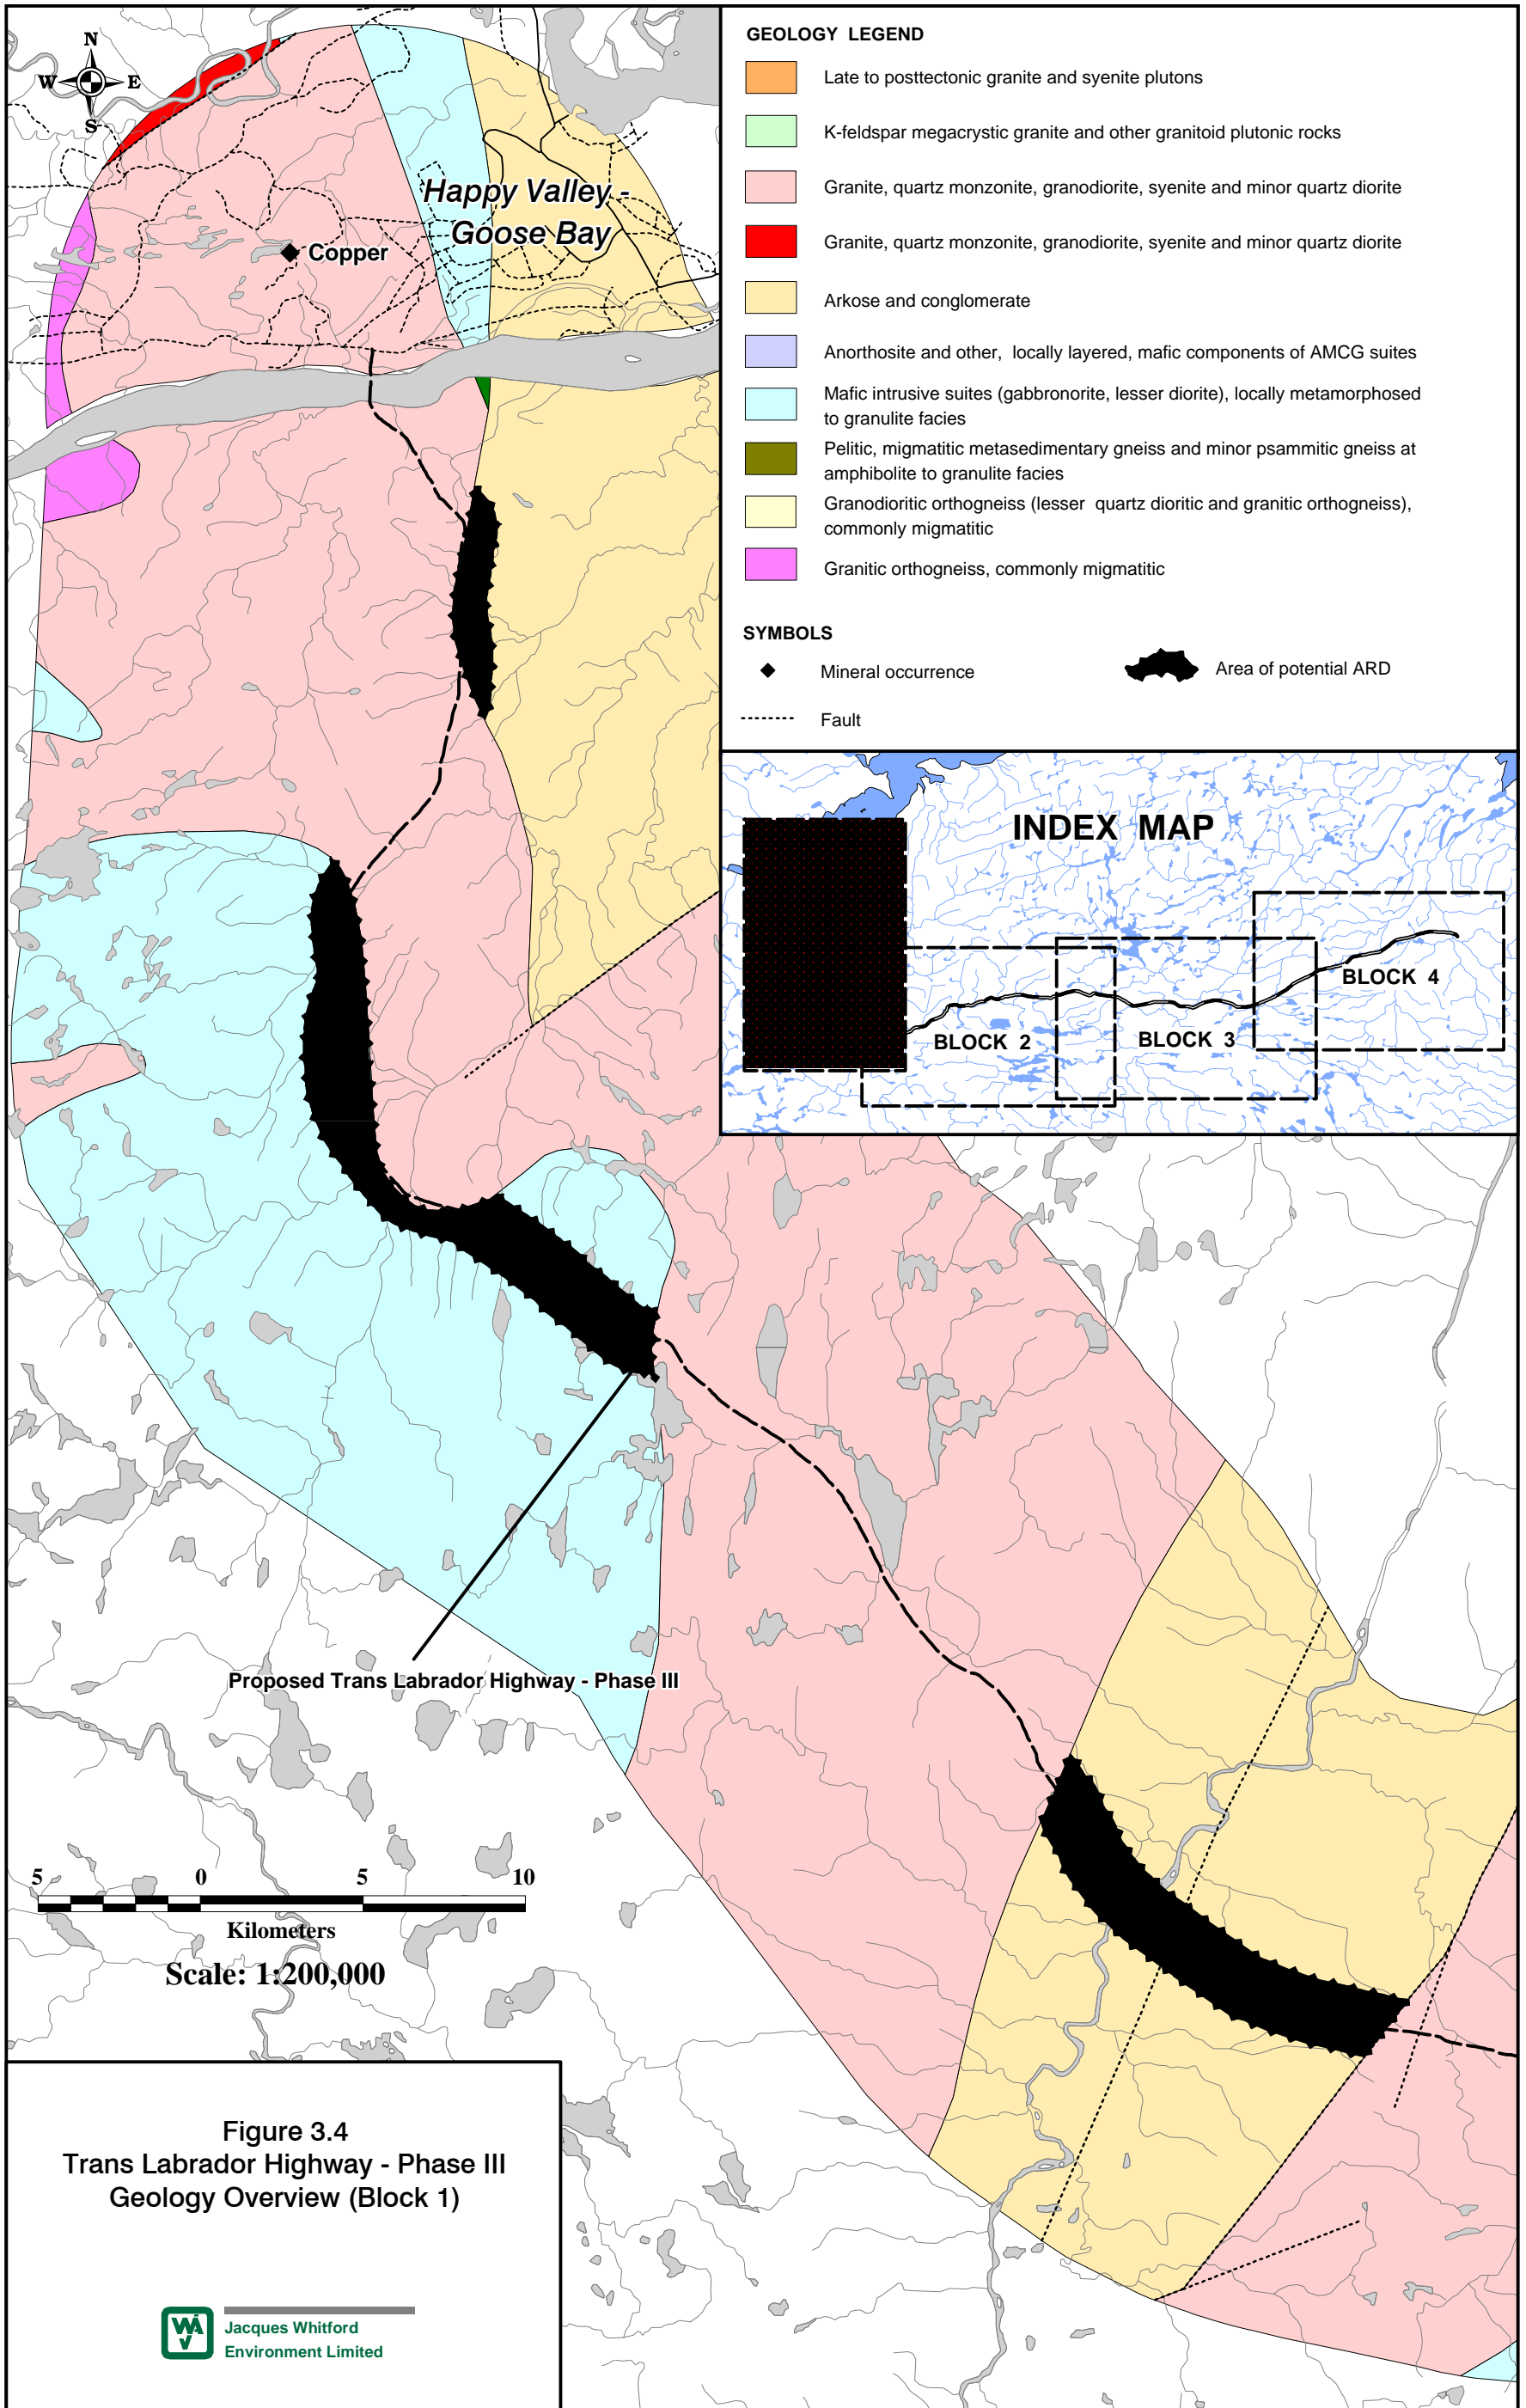 N
W E
S
Happy Valley -
Goose Bay
Copper
GEOLOGY LEGEND
Late to posttectonic granite and syenite plutons
K-feldspar megacrystic granite and other granitoid plutonic rocks
Granite, quartz monzonite, granodiorite, syenite and minor quartz diorite
Granite, quartz monzonite, granodiorite, syenite and minor quartz diorite
Arkose and conglomerate
Anorthosite and other, locally layered, mafic components of AMCG suites
Mafic intrusive suites (gabbronorite, lesser diorite), locally metamorphosed
to granulite facies
Pelitic, migmatitic metasedimentary gneiss and minor psammitic gneiss at
amphibolite to granulite facies
Granodioritic orthogneiss (lesser quartz dioritic and granitic orthogneiss),
commonly migmatitic
Granitic orthogneiss, commonly migmatitic
SYMBOLS
Mineral occurrence
Area of potential ARD
Fault
INDEX MAP
BLOCK 4
BLOCK 2
BLOCK 3
Proposed Trans Labrador Highway - Phase III
5 0 5 10
Kilometers
Scale: 1:200,000
Figure 3.4
Trans Labrador Highway - Phase III
Geology Overview (Block 1)
Jacques Whitford
Environment Limited